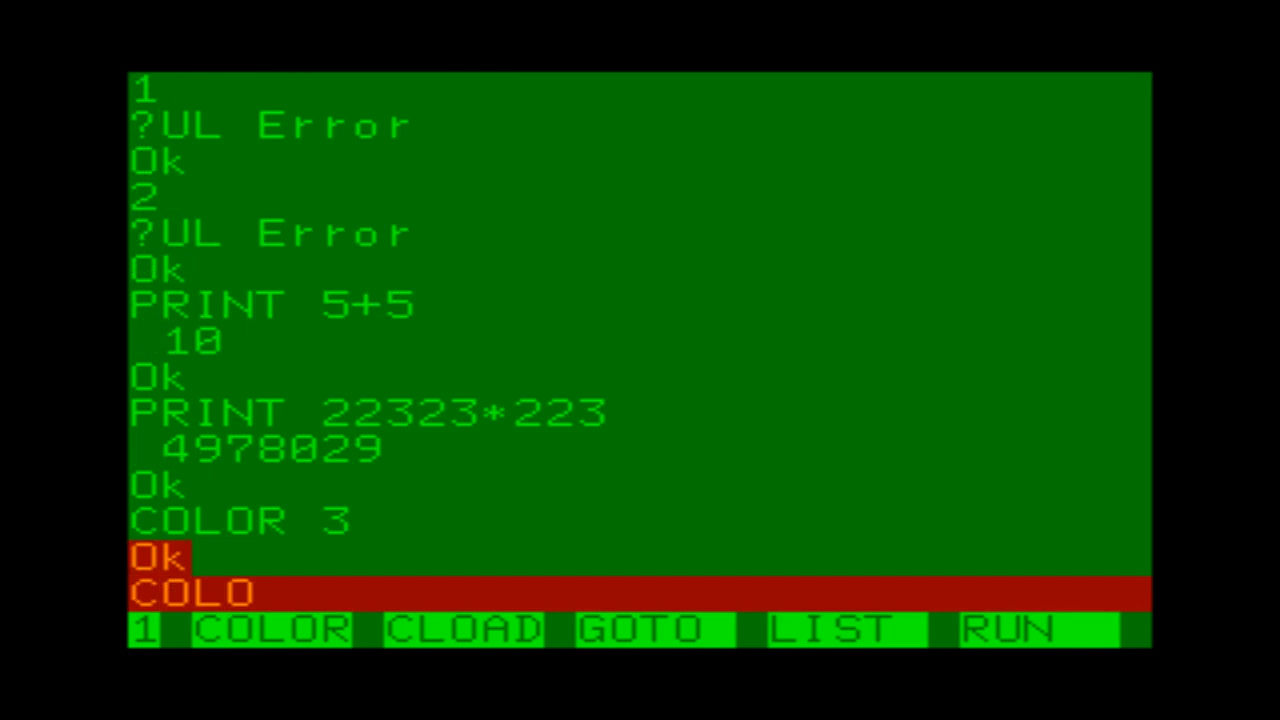 1
?UL Error
Ok
2
?UL Error
Ok
PRINT 5+5
10
Ok
PRINT 22323*223
4978029
Ok
COLOR 3
Ok
COLO
1 COLOR CLOAD GOTO LIST RUN